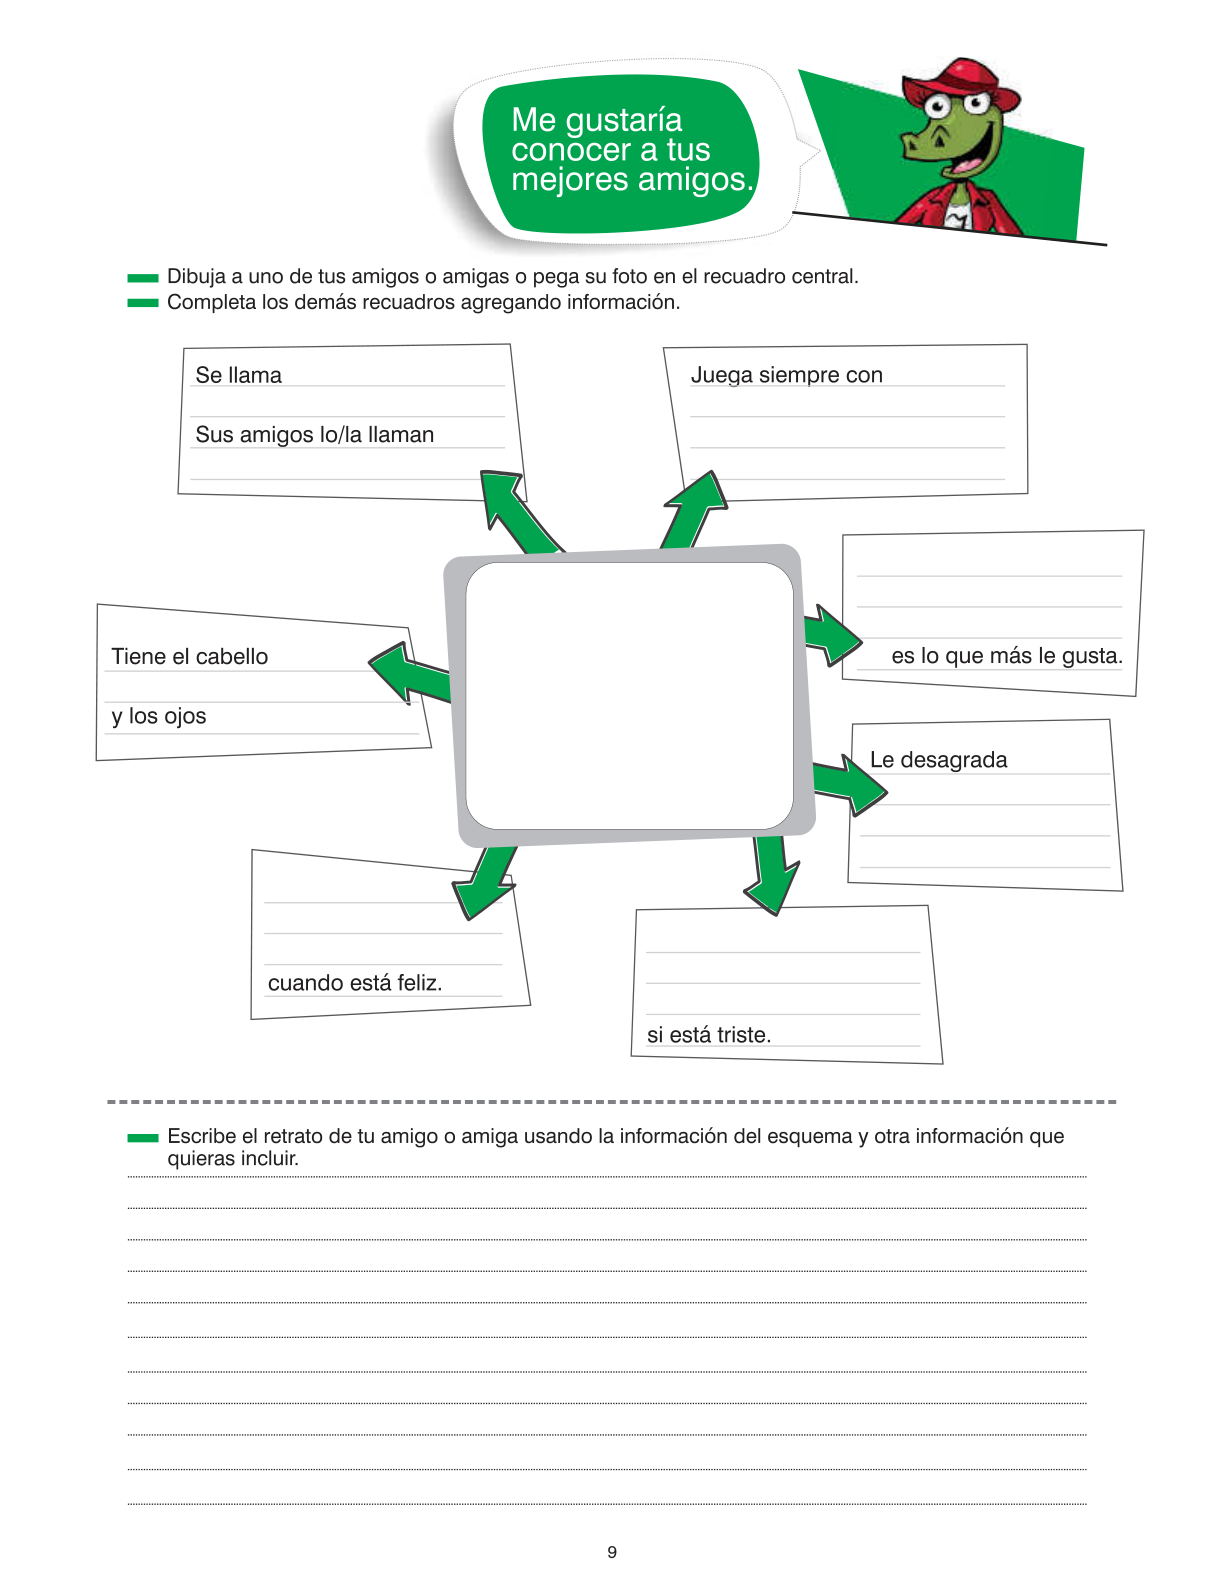 Me gustaría
conocer a tus
mejores amigos.
Dibuja a uno de tus amigos o amigas o pega su foto en el recuadro central.
Completa los demás recuadros agregando información.
Se llama
Sus amigos lo/la llaman
Juega siempre con
es lo que más le gusta.
Tiene el cabello
y los ojos
Le desagrada
cuando está feliz.
si está triste.
Escribe el retrato de tu amigo o amiga usando la información del esquema y otra información que
quieras incluir.
9